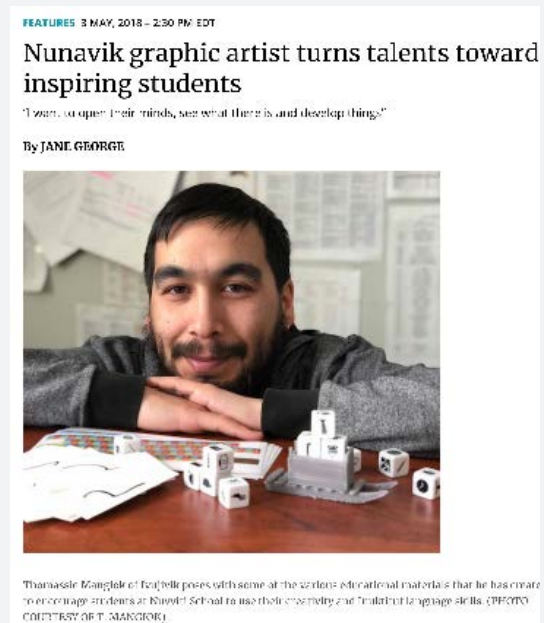 FEATURES 3 MAY, 2018 – 2:30 PM EDT
Nunavik graphic artist turns talents toward
inspiring students
"I want to open their minds, see what there is and develop things"
By JANE GEORGE
Thomassie Mangiok of Ivujivik poses with some of the various educational materials that he has create
to encourage students at Nuvviti School to use their creativity and Inuktitut language skills. (PHOTO
COURTESY OF T. MANGIOK)